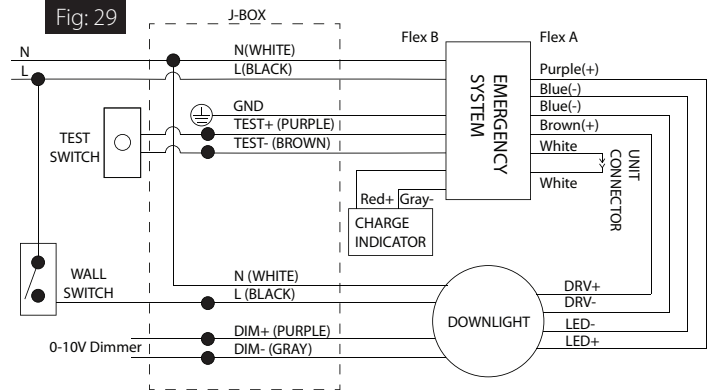 Fig: 29
J-BOX
Flex B
Flex A
N
N(WHITE)
L
L(BLACK)
GND
TEST+ (PURPLE)
TEST- (BROWN)
TEST
SWITCH
EMERGENCY
SYSTEM
Purple(+)
Blue(-)
Blue(-)
Brown(+)
White
White
UNIT
CONNECTOR
Red+
Gray-
CHARGE
INDICATOR
WALL
SWITCH
N (WHITE)
L (BLACK)
DIM+ (PURPLE)
DIM- (GRAY)
0-10V Dimmer
DOWNLIGHT
DRV+
DRV-
LED-
LED+